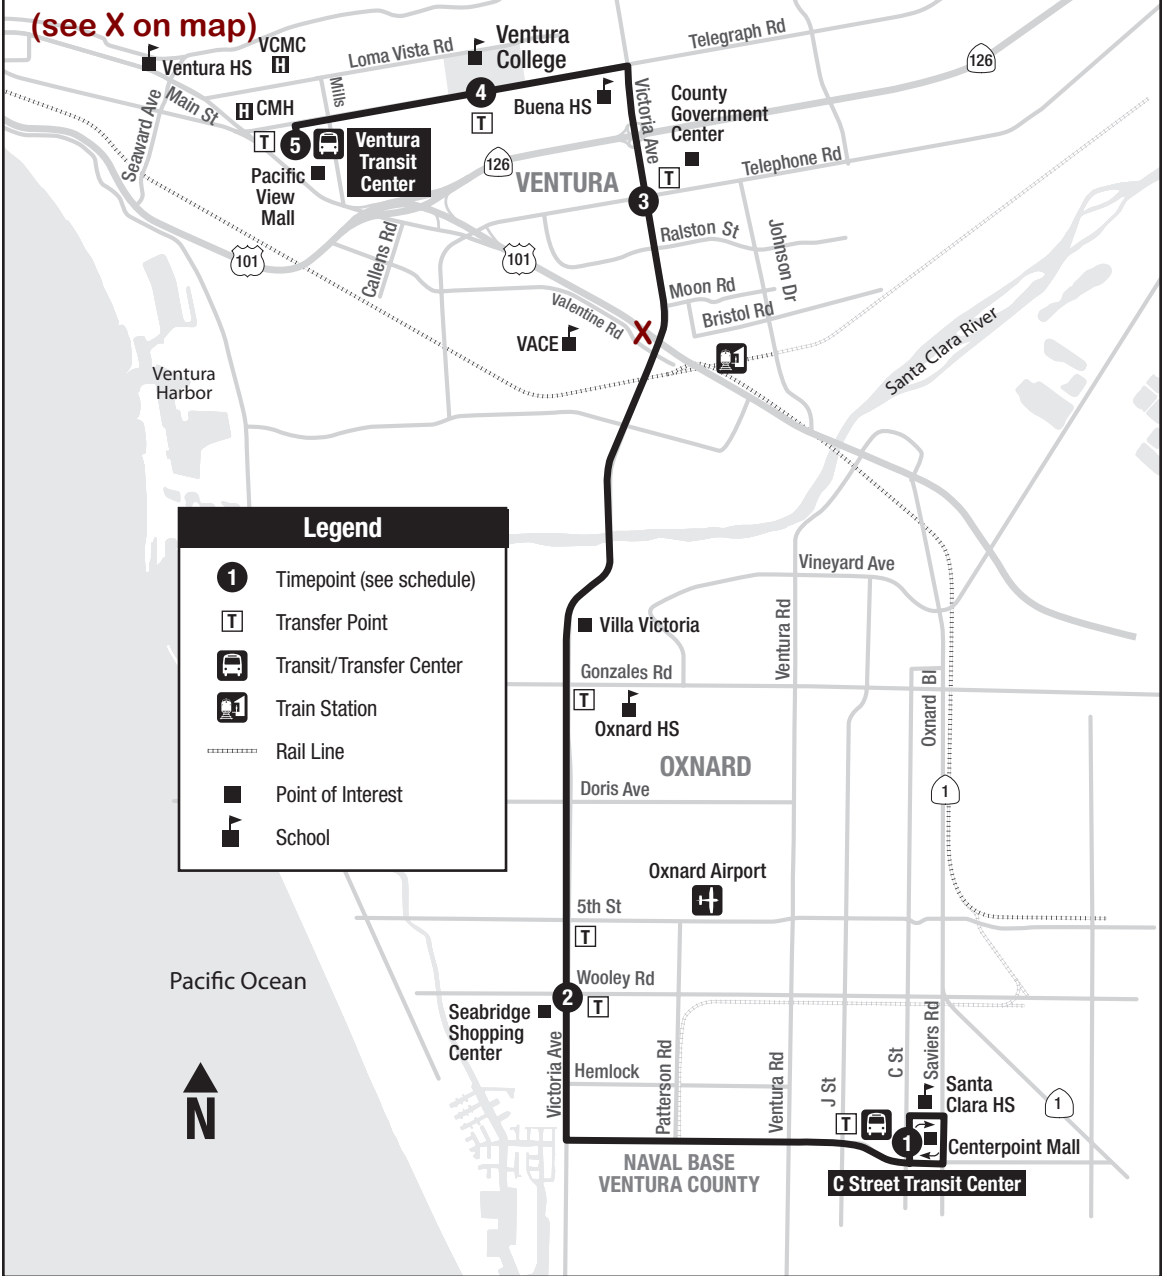 (see X on map)
Ventura HS
VCMC
H
Loma Vista Rd
Ventura
College
Telegraph Rd
126
Seaward Ave
Main St
H CMH
Mills
4
T
Buena HS
Victoria Ave
County
Government
Center
T
5
Ventura
Transit
Center
Pacific
View
Mall
126
VENTURA
T
3
Telephone Rd
101
Callens Rd
101
Ralston St
Johnson Dr
Moon Rd
Bristol Rd
Valentine Rd
X
VACE
Santa Clara River
Ventura
Harbor
Legend
1 Timepoint (see schedule)
T Transfer Point
Transit/Transfer Center
Train Station
Rail Line
Point of Interest
School
Vineyard Ave
Villa Victoria
Ventura Rd
Gonzales Rd
T
Oxnard HS
Oxnard Bl
OXNARD
Doris Ave
1
Oxnard Airport
5th St
T
Pacific Ocean
Wooley Rd
2
T
Seabridge
Shopping
Center
Victoria Ave
Hemlock
Patterson Rd
Ventura Rd
J St
C St
Saviers Rd
Santa
Clara HS
1
T
1
Centerpoint Mall
N
NAVAL BASE
VENTURA COUNTY
C Street Transit Center